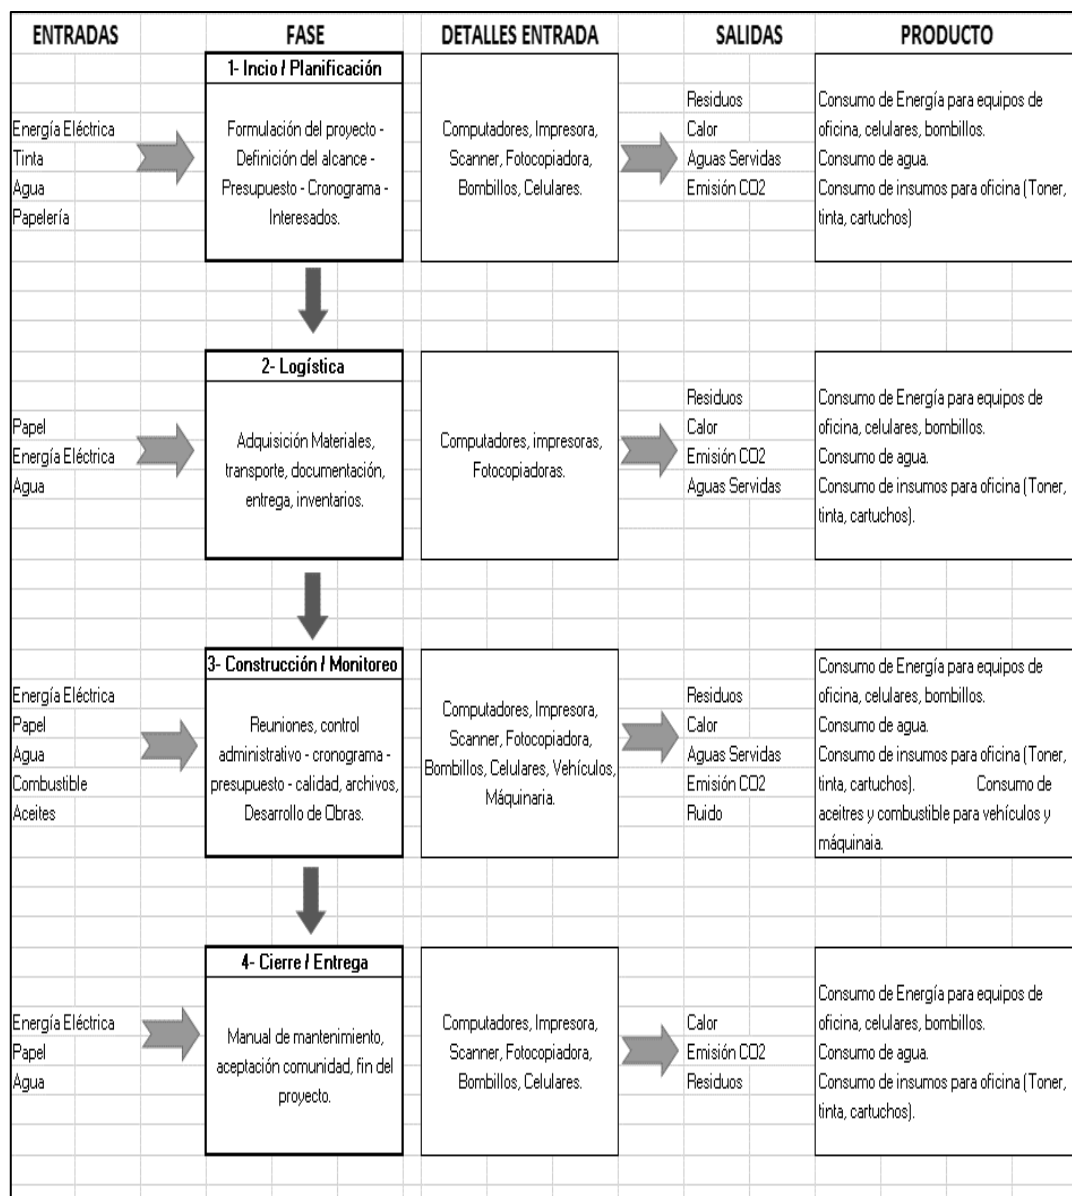 ENTRADAS FASE DETALLES ENTRADA SALIDAS PRODUCTO
1- Incio / Planificación
Energía Eléctrica
Tinta
Agua
Papelería
Formulación del proyecto -
Definición del alcance -
Presupuesto - Cronograma -
Interesados.
Computadores, Impresora,
Scanner, Fotocopiadora,
Bombillos, Celulares.
Residuos
Calor
Aguas Servidas
Emisión CO2
Consumo de Energía para equipos de
oficina, celulares, bombillos.
Consumo de agua.
Consumo de insumos para oficina (Toner,
tinta, cartuchos)
2- Logística
Papel
Energía Eléctrica
Agua
Adquisición Materiales,
transporte, documentación,
entrega, inventarios.
Computadores, impresoras,
Fotocopiadoras.
Residuos
Calor
Emisión CO2
Aguas Servidas
Consumo de Energía para equipos de
oficina, celulares, bombillos.
Consumo de agua.
Consumo de insumos para oficina (Toner,
tinta, cartuchos).
3- Construcción / Monitoreo
Energía Eléctrica
Papel
Agua
Combustible
Aceites
Reuniones, control
administrativo - cronograma -
presupuesto - calidad, archivos,
Desarrollo de Obras.
Computadores, Impresora,
Scanner, Fotocopiadora,
Bombillos, Celulares, Vehículos,
Máquinaria.
Residuos
Calor
Aguas Servidas
Emisión CO2
Ruido
Consumo de Energía para equipos de
oficina, celulares, bombillos.
Consumo de agua.
Consumo de insumos para oficina (Toner,
tinta, cartuchos). Consumo de
aceitres y combustible para vehículos y
máquinaia.
4- Cierre / Entrega
Energía Eléctrica
Papel
Agua
Manual de mantenimiento,
aceptación comunidad, fin del
proyecto.
Computadores, Impresora,
Scanner, Fotocopiadora,
Bombillos, Celulares.
Calor
Emisión CO2
Residuos
Consumo de Energía para equipos de
oficina, celulares, bombillos.
Consumo de agua.
Consumo de insumos para oficina (Toner,
tinta, cartuchos).